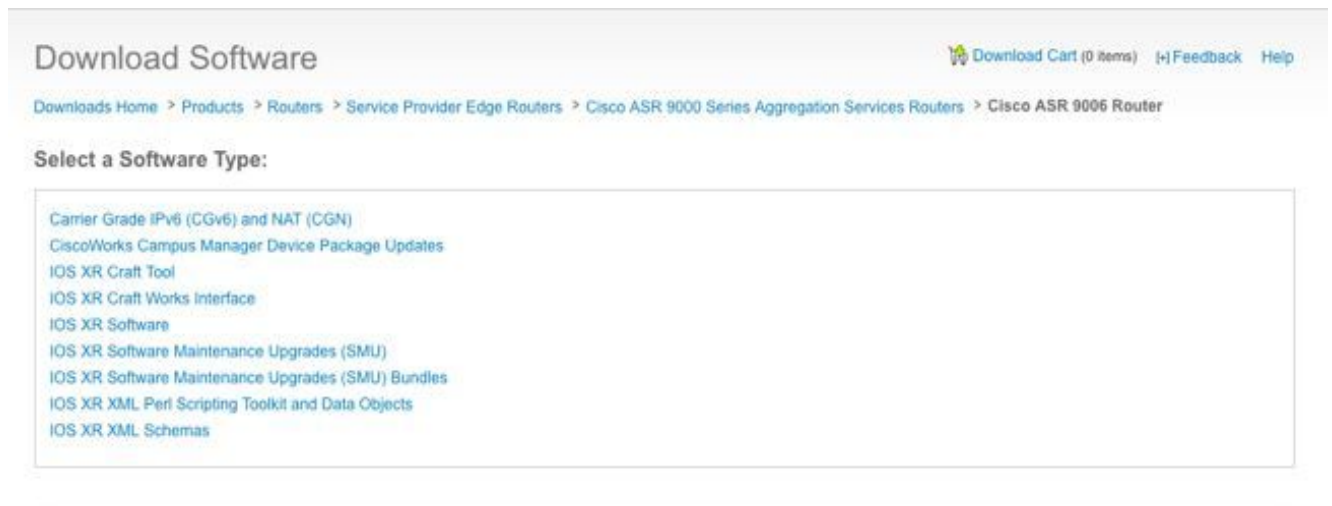 Download Software
Download Cart (0 items) [+] Feedback Help
Downloads Home > Products > Routers > Service Provider Edge Routers > Cisco ASR 9000 Series Aggregation Services Routers > Cisco ASR 9006 Router
Select a Software Type:
Carrier Grade IPv6 (CGv6) and NAT (CGN)
CiscoWorks Campus Manager Device Package Updates
IOS XR Craft Tool
IOS XR Craft Works Interface
IOS XR Software
IOS XR Software Maintenance Upgrades (SMU)
IOS XR Software Maintenance Upgrades (SMU) Bundles
IOS XR XML Perl Scripting Toolkit and Data Objects
IOS XR XML Schemas